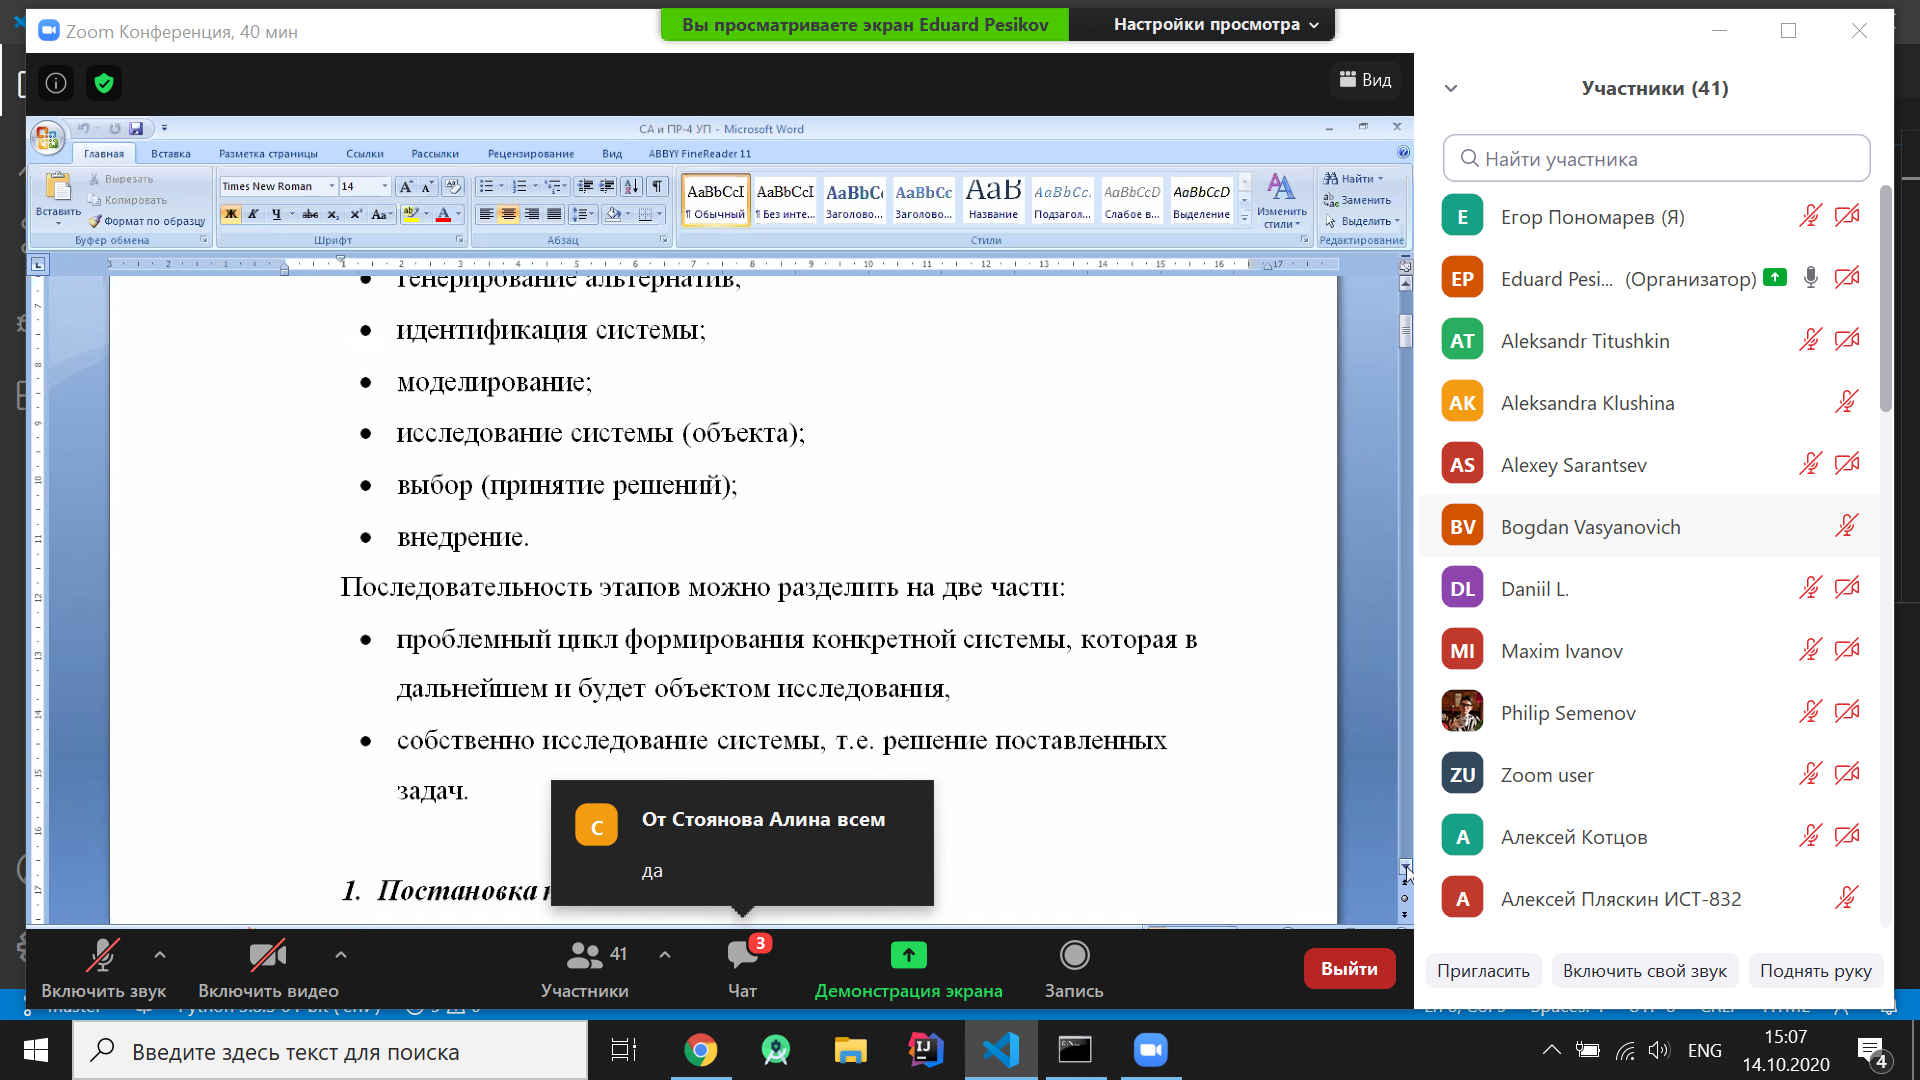 Zoom Конференция, 40 мин
Вы просматриваете экран Eduard Pesikov
Настройки просмотра
Вид
СА и ПР-4 УП - Microsoft Word
Главная
Вставка
Разметка страницы
Ссылки
Рассылки
Рецензирование
Вид
ABBYY FineReader 11
Вставить
Вырезать
Копировать
Формат по образцу
Буфер обмена
Times New Roman
14
Шрифт
Абзац
AaBbCcI
¶ Обычный
AaBbCcI
¶ Без инте...
AaBbC
Заголово...
AaBbCc
Заголово...
AaB
Название
AaBbCc.
Подзагол...
AaBbCcD
Слабое в...
AaBbCcD
Выделение
Изменить
стили
Стили
Найти
Заменить
Выделить
Редактирование
генерирование альтернатив;
• идентификация системы;
• моделирование;
• исследование системы (объекта);
• выбор (принятие решений);
• внедрение.
Последовательность этапов можно разделить на две части:
• проблемный цикл формирования конкретной системы, которая в
дальнейшем и будет объектом исследования,
• собственно исследование системы, т.е. решение поставленных
задач.
1. Постановка
С
От Стоянова Алина всем
да
Включить звук
Включить видео
41
Участники
3
Чат
Демонстрация экрана
Запись
Выйти
Участники (41)
Найти участника
Е
Егор Пономарев (Я)
EP
Eduard Pesi... (Организатор)
AT
Aleksandr Titushkin
AK
Aleksandra Klushina
AS
Alexey Sarantsev
BV
Bogdan Vasyanovich
DL
Daniil L.
MI
Maxim Ivanov
Philip Semenov
ZU
Zoom user
А
Алексей Котцов
А
Алексей Пляскин ИСТ-832
Пригласить
Включить свой звук
Поднять руку
Введите здесь текст для поиска
ENG
15:07
14.10.2020
4